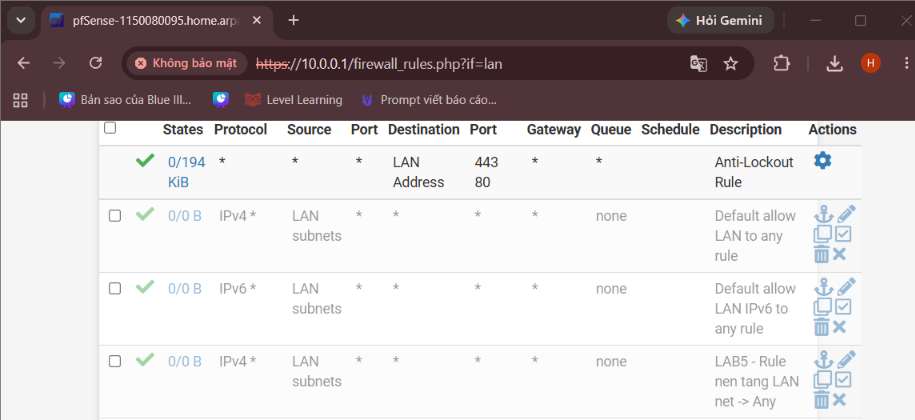 pfSense-1150080095.home.arpa
Hỏi Gemini
Không bảo mật https://10.0.0.1/firewall_rules.php?if=lan
H
Bản sao của Blue Ill...
Level Learning
Prompt viết báo cáo...
States Protocol Source Port Destination Port Gateway Queue Schedule Description Actions
0/194 * * * LAN 443 * * Anti-Lockout
KiB Address 80 Rule
0/0 B IPv4 * LAN * * * * none Default allow
subnets LAN to any
rule
0/0 B IPv6 * LAN * * * * none Default allow
subnets LAN IPv6 to
any rule
0/0 B IPv4 * LAN * * * * none LAB5 - Rule
subnets nen tang LAN
net -> Any